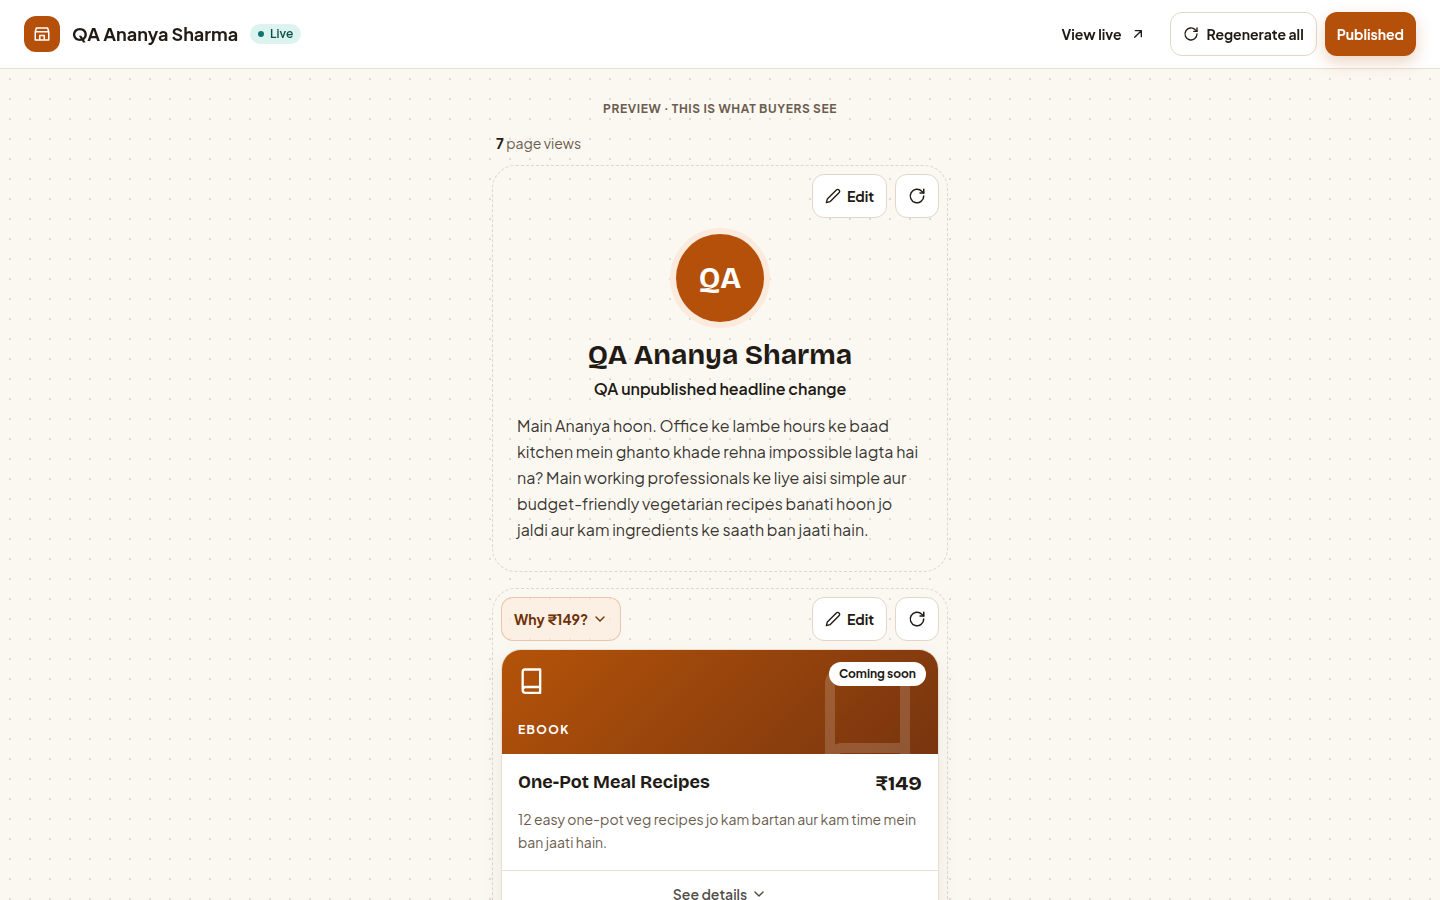 QA Ananya Sharma
Live
View live
Regenerate all
Published
PREVIEW · THIS IS WHAT BUYERS SEE
7 page views
Edit
QA
QA Ananya Sharma
QA unpublished headline change
Main Ananya hoon. Office ke lambe hours ke baad
kitchen mein ghanto khade rehna impossible lagta hai
na? Main working professionals ke liye aisi simple aur
budget-friendly vegetarian recipes banati hoon jo
jaldi aur kam ingredients ke saath ban jaati hain.
Why ₹149?
Edit
Coming soon
EBOOK
One-Pot Meal Recipes
₹149
12 easy one-pot veg recipes jo kam bartan aur kam time mein
ban jaati hain.
See details